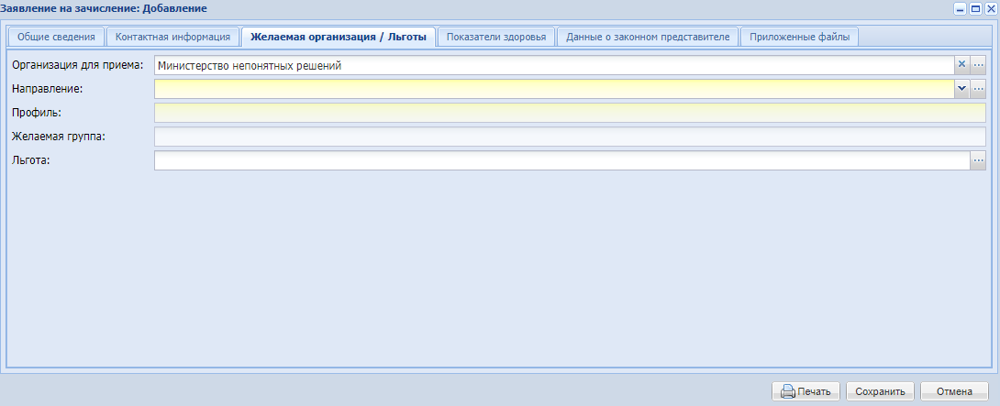 Заявление на зачисление: Добавление
Общие сведения Контактная информация Желаемая организация / Льготы Показатели здоровья Данные о законном представителе Приложенные файлы
Организация для приема: Министерство непонятных решений
Направление:
Профиль:
Желаемая группа:
Льгота:
Печать Сохранить Отмена